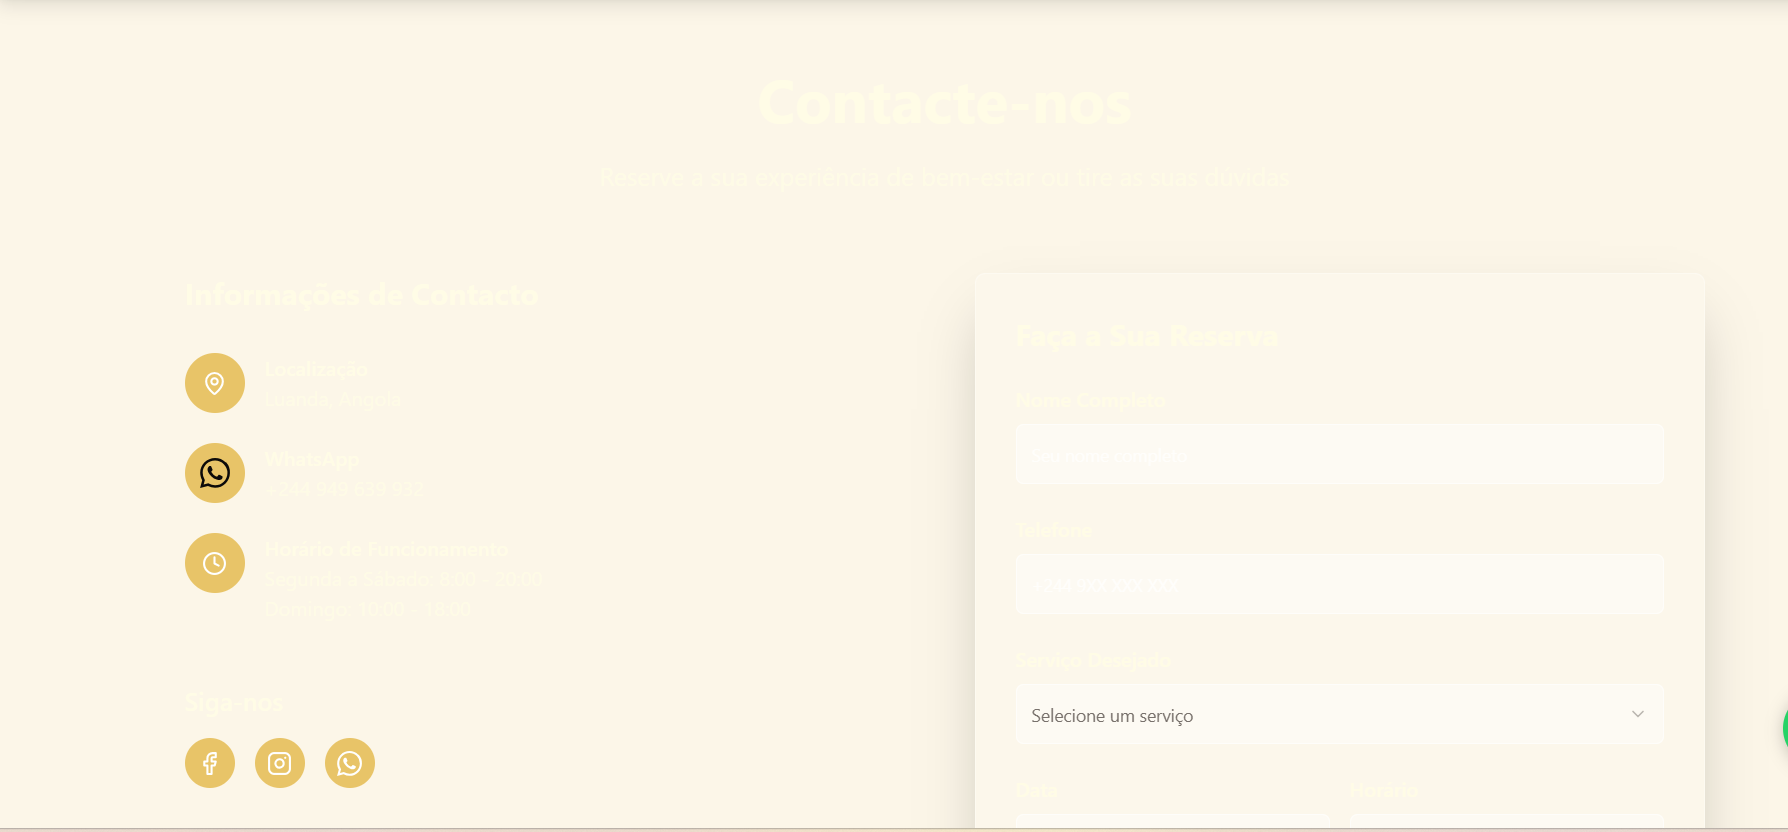 Contacte-nos
Reserve a sua experiência de bem-estar ou tire as suas dúvidas
Informações de Contacto
Localização
Luanda, Angola
WhatsApp
+244 949 639 932
Horário de Funcionamento
Segunda a Sábado: 8:00 - 20:00
Domingo: 10:00 - 18:00
Siga-nos
Faça a Sua Reserva
Nome Completo
Seu nome completo
Telefone
+244 9XX XXX XXX
Serviço Desejado
Selecione um serviço
Data
Horário